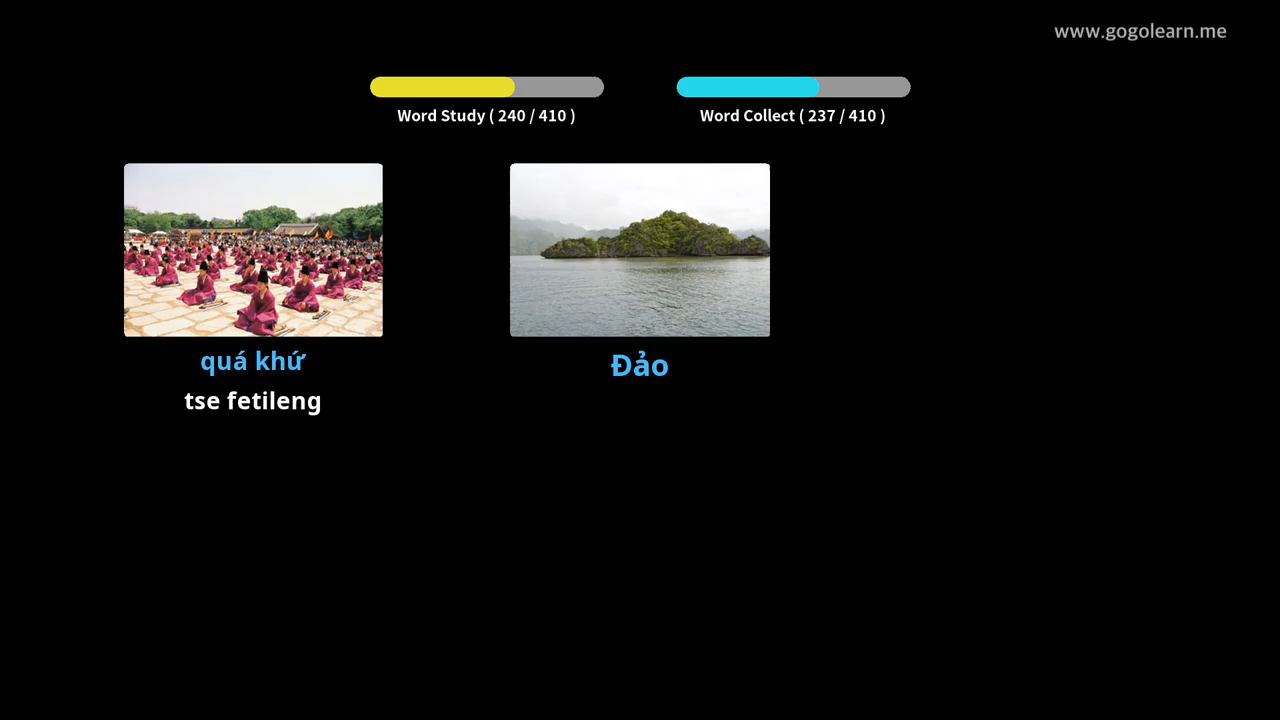 www.gogolearn.me
Word Study ( 240 / 410 )
Word Collect ( 237 / 410 )
quá khứ
tse fetileng
Đảo